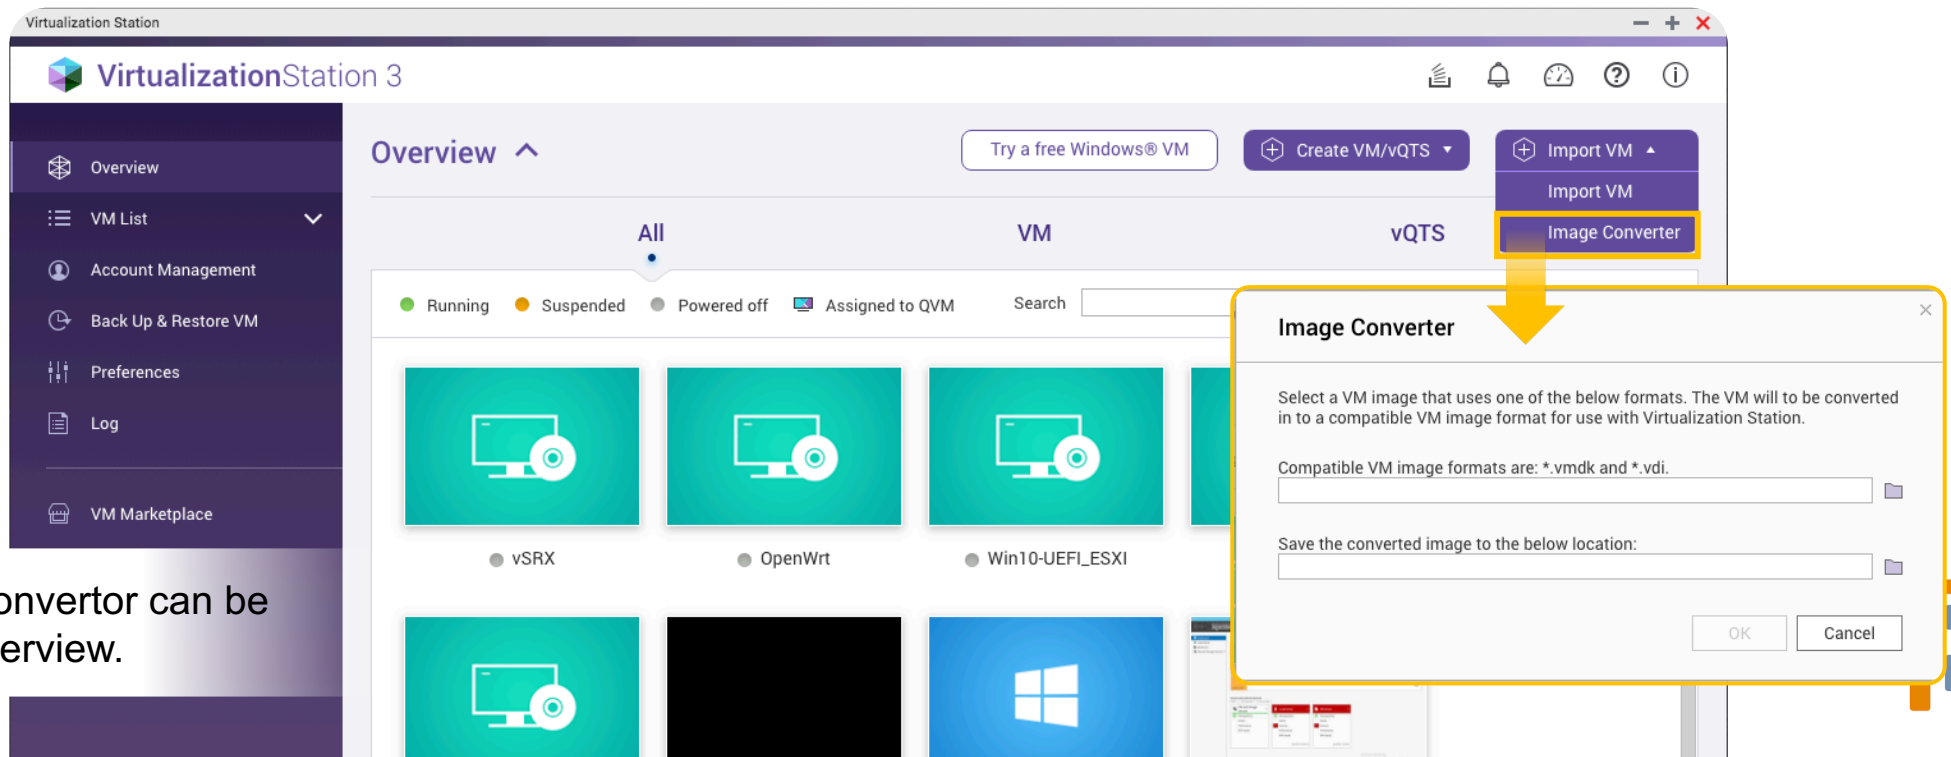 Virtualization Station
VirtualizationStation 3
Overview
VM List
Account Management
Back Up & Restore VM
Preferences
Log
VM Marketplace
onvertor can be
erview.
Overview
Try a free Windows® VM
Create VM/vQTS
Import VM
Import VM
Image Converter
All
VM
vQTS
Running
Suspended
Powered off
Assigned to QVM
Search
vSRX
OpenWrt
Win10-UEFI_ESXI
Image Converter
Select a VM image that uses one of the below formats. The VM will to be converted
in to a compatible VM image format for use with Virtualization Station.
Compatible VM image formats are: *.vmdk and *.vdi.
Save the converted image to the below location:
OK
Cancel